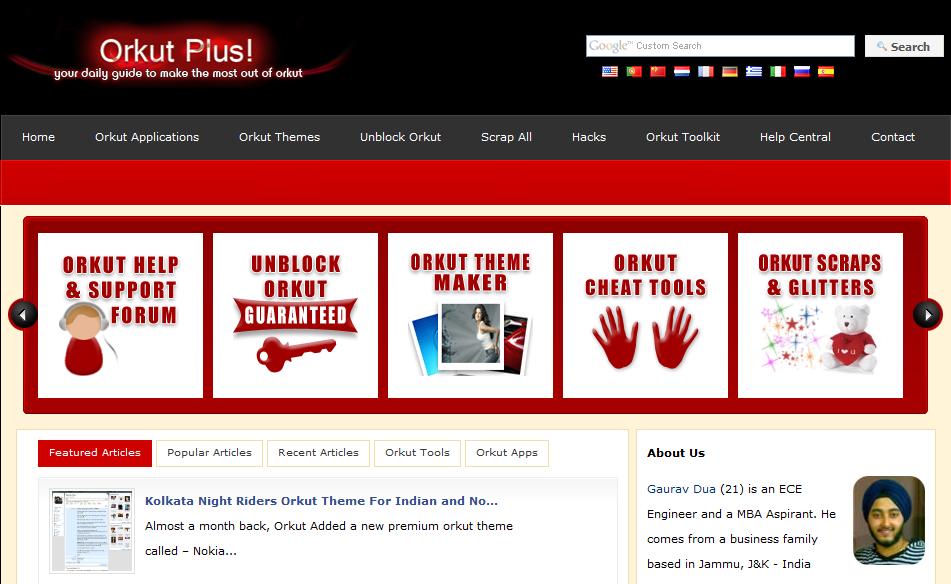 Orkut Plus!
your daily guide to make the most out of orkut
Google™ Custom Search
Search
Home
Orkut Applications
Orkut Themes
Unblock Orkut
Scrap All
Hacks
Orkut Toolkit
Help Central
Contact
ORKUT HELP
& SUPPORT
FORUM
UNBLOCK
ORKUT
GUARANTEED
ORKUT THEME
MAKER
ORKUT
CHEAT TOOLS
ORKUT SCRAPS
& GLITTERS
I U
Featured Articles
Popular Articles
Recent Articles
Orkut Tools
Orkut Apps
Kolkata Night Riders Orkut Theme For Indian and No...
Almost a month back, Orkut Added a new premium orkut theme
called – Nokia...
About Us
Gaurav Dua (21) is an ECE
Engineer and a MBA Aspirant. He
comes from a business family
based in Jammu, J&K - India